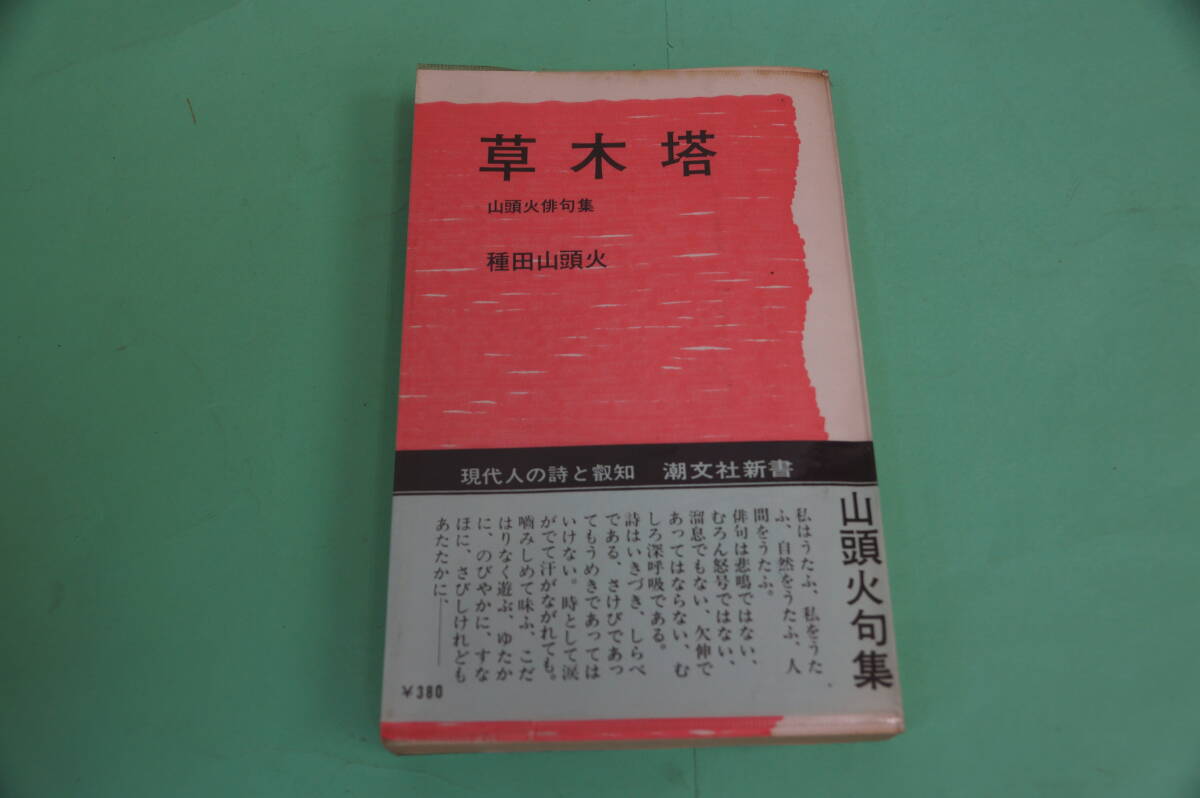 草木塔
山頭火俳句集
種田山頭火
現代人の詩と叡知 潮文社新書
山頭火句集
私はうたふ、私をうた
ふ、自然をうたふ、人
間をうたふ。
俳句は悲鳴ではない、
むろん怒号ではない、
溜息でもない、欠伸で
あってはならない、む
しろ深呼吸である。
詩はいきづき、しらべ
である、さけびであっ
てもうめきであっては
いけない。時として涙
がでて汗がながれても。
嚙みしめて味ふ、こだ
はりなく遊ぶ、ゆたか
に、のびやかに、すな
ほに、さびしけれども
あたたかに、――
¥380